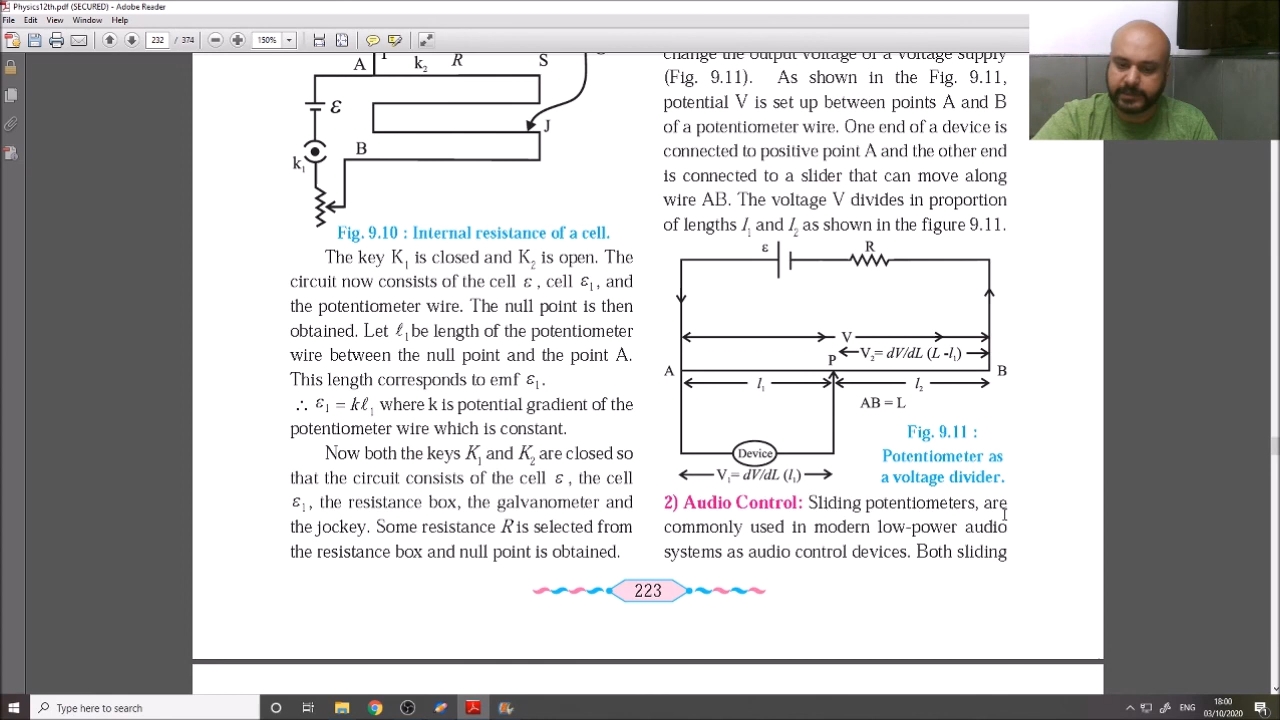 Physics12th.pdf (SECURED) - Adobe Reader
File Edit View Window Help
232 / 374 150%
A k₂ R S
ε
J
B
k₁
Fig. 9.10 : Internal resistance of a cell.
The key K₁ is closed and K₂ is open. The
circuit now consists of the cell ε , cell ε₁, and
the potentiometer wire. The null point is then
obtained. Let ℓ₁ be length of the potentiometer
wire between the null point and the point A.
This length corresponds to emf ε₁.
∴ ε₁ = kℓ₁ where k is potential gradient of the
potentiometer wire which is constant.
Now both the keys K₁ and K₂ are closed so
that the circuit consists of the cell ε , the cell
ε₁, the resistance box, the galvanometer and
the jockey. Some resistance R is selected from
the resistance box and null point is obtained.
change the output voltage of a voltage supply
(Fig. 9.11). As shown in the Fig. 9.11,
potential V is set up between points A and B
of a potentiometer wire. One end of a device is
connected to positive point A and the other end
is connected to a slider that can move along
wire AB. The voltage V divides in proportion
of lengths l₁ and l₂ as shown in the figure 9.11.
ε R
V
P V₂= dV/dL (L -l₁)
A B
l₁ l₂
AB = L
Device
V₁= dV/dL (l₁)
Fig. 9.11 :
Potentiometer as
a voltage divider.
2) Audio Control: Sliding potentiometers, are
commonly used in modern low-power audio
systems as audio control devices. Both sliding
223
Type here to search
ENG
18:00
03/10/2020